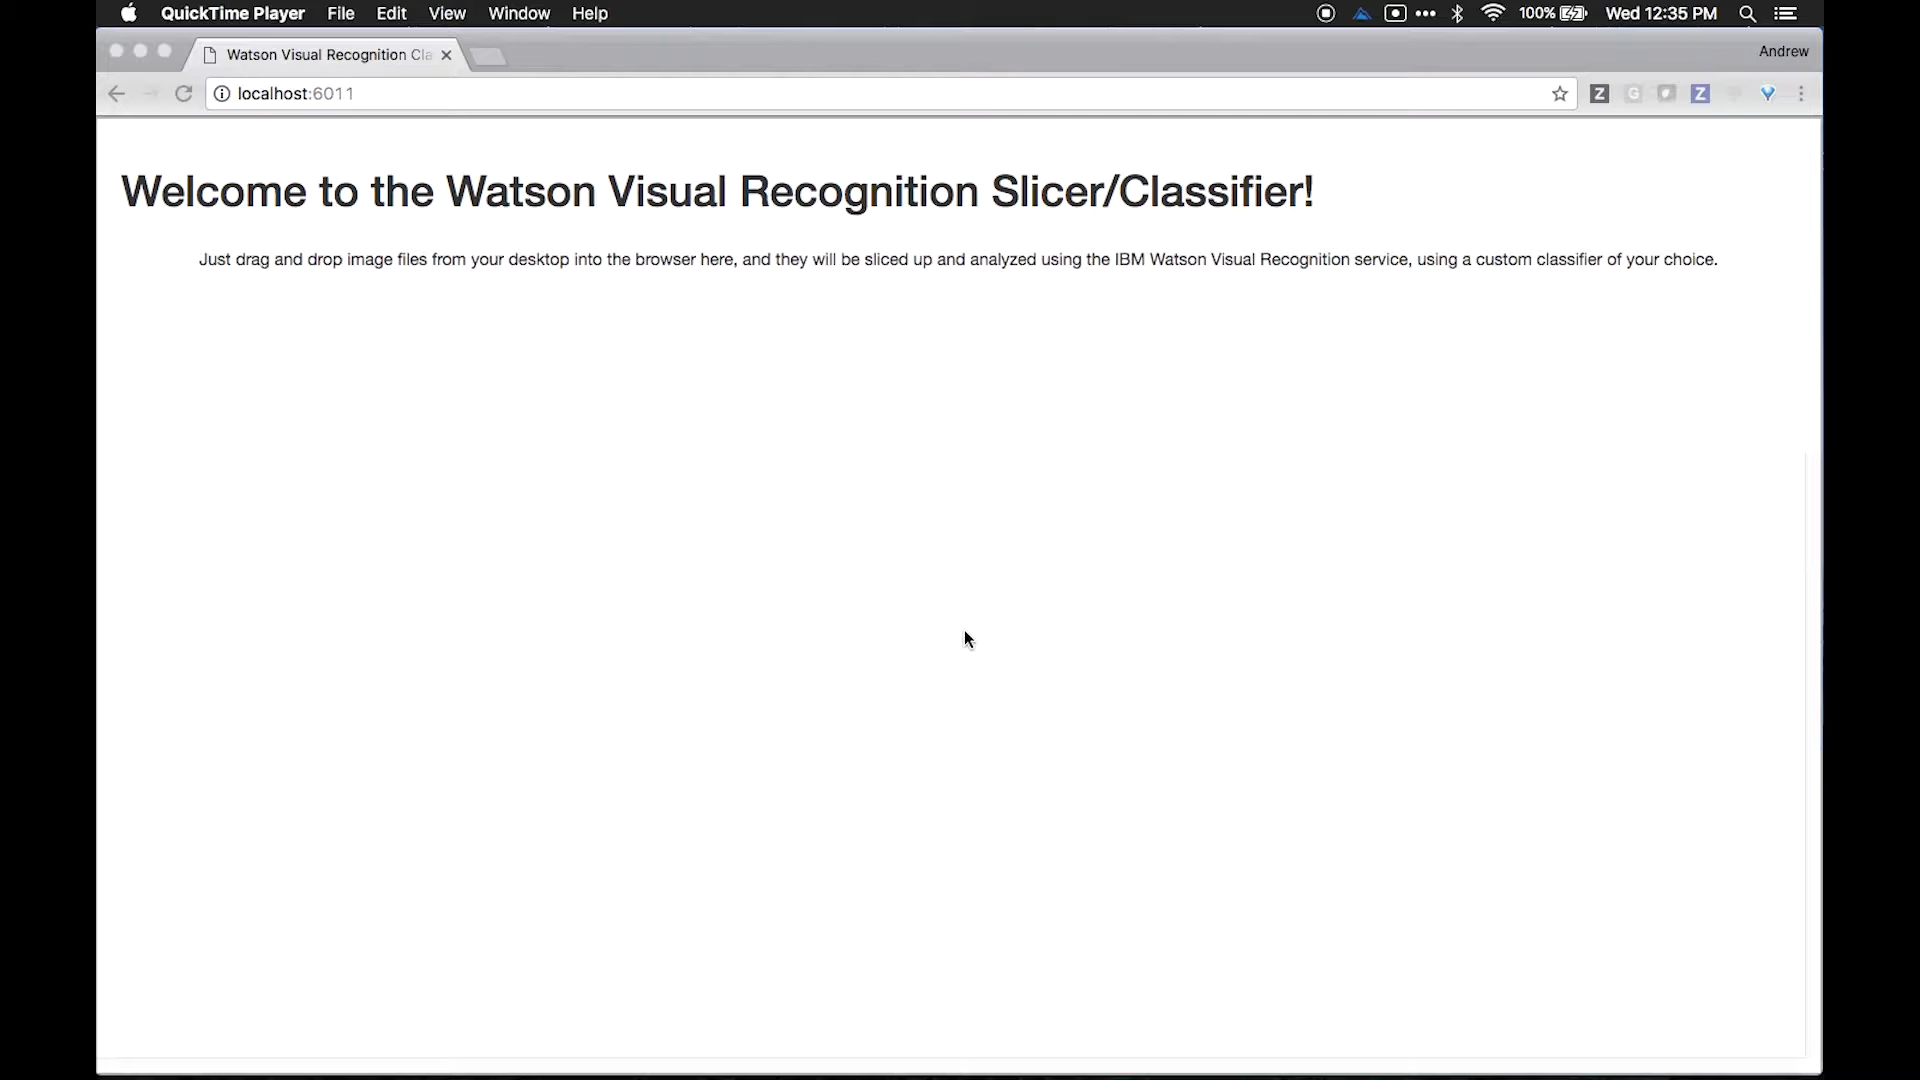 QuickTime Player File Edit View Window Help 100% Wed 12:35 PM
Watson Visual Recognition Cla Andrew
localhost:6011 Z G Z
Welcome to the Watson Visual Recognition Slicer/Classifier!
Just drag and drop image files from your desktop into the browser here, and they will be sliced up and analyzed using the IBM Watson Visual Recognition service, using a custom classifier of your choice.